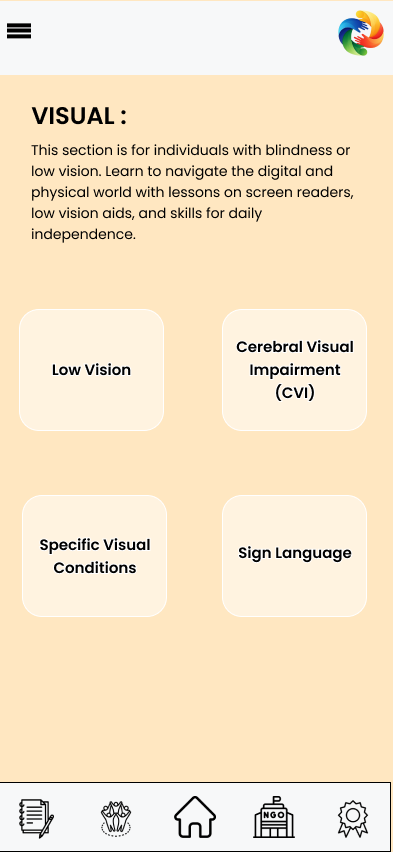 VISUAL :
This section is for individuals with blindness or
low vision. Learn to navigate the digital and
physical world with lessons on screen readers,
low vision aids, and skills for daily
independence.
Low Vision
Cerebral Visual
Impairment
(CVI)
Specific Visual
Conditions
Sign Language
NGO